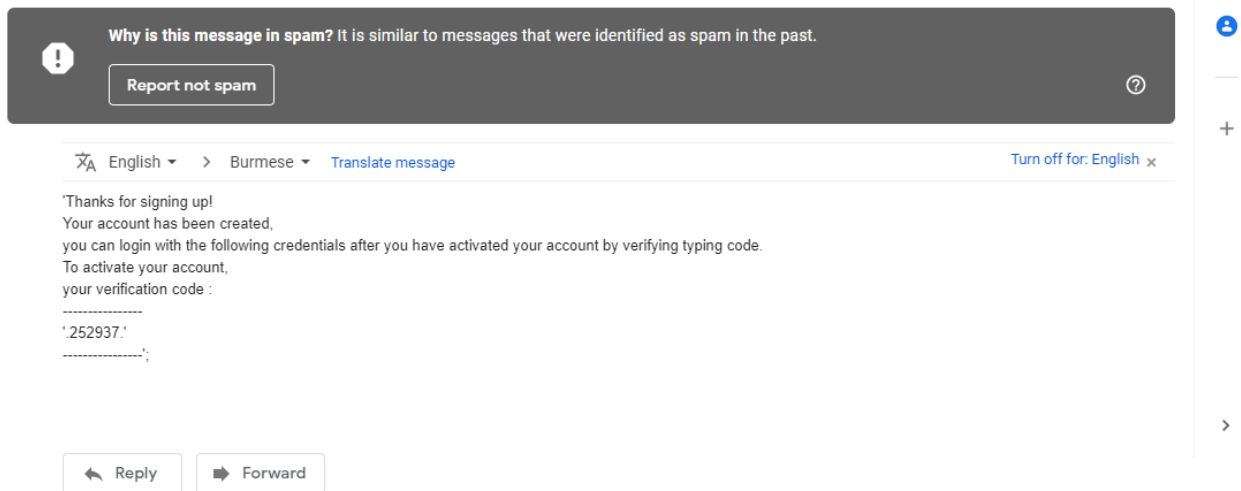 Why is this message in spam? It is similar to messages that were identified as spam in the past.
Report not spam
English > Burmese Translate message Turn off for: English ×
'Thanks for signing up!
Your account has been created,
you can login with the following credentials after you have activated your account by verifying typing code.
To activate your account,
your verification code :
----------------
'.252937.'
----------------';
Reply Forward